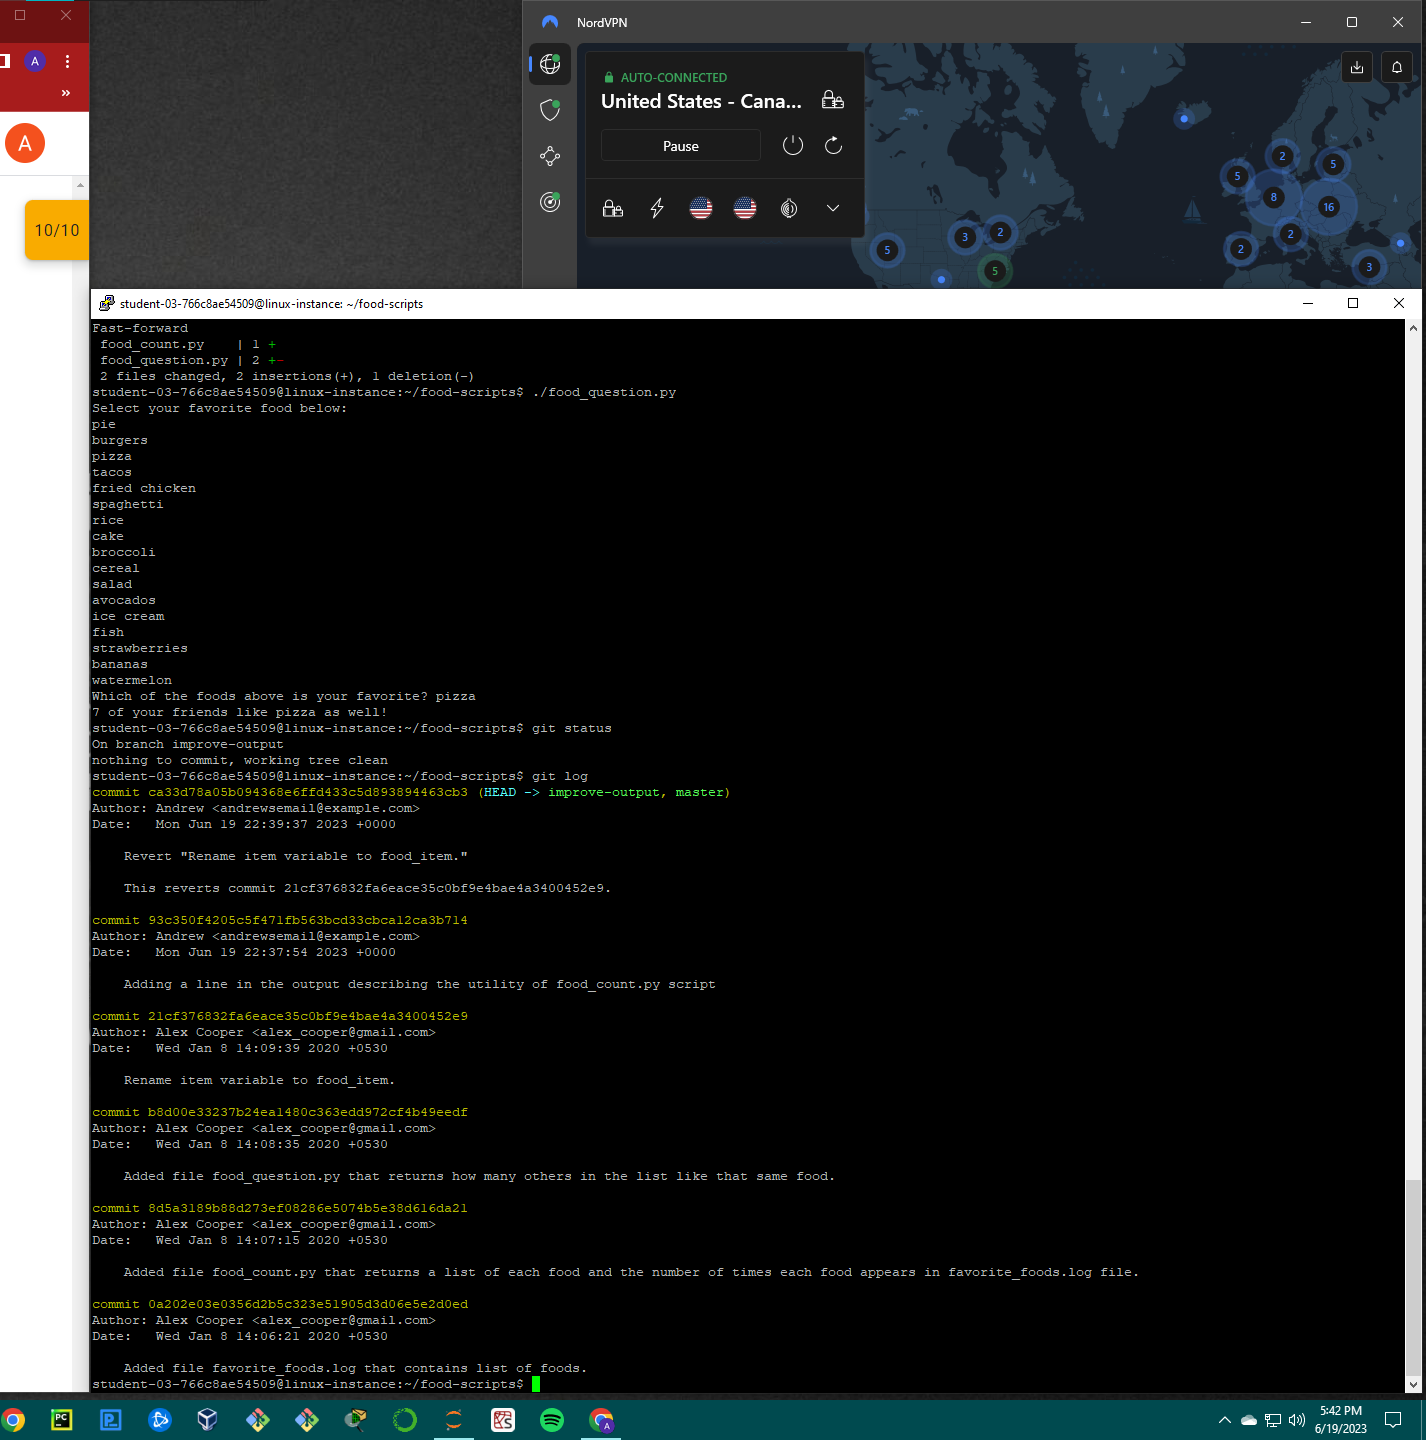 A
»
A
10/10
NordVPN
AUTO-CONNECTED
United States - Cana...
Pause
5
3
2
5
5
8
2
5
16
2
2
3
student-03-766c8ae54509@linux-instance: ~/food-scripts
Fast-forward
food_count.py    | 1 +
food_question.py | 2 +-
2 files changed, 2 insertions(+), 1 deletion(-)
student-03-766c8ae54509@linux-instance:~/food-scripts$ ./food_question.py
Select your favorite food below:
pie
burgers
pizza
tacos
fried chicken
spaghetti
rice
cake
broccoli
cereal
salad
avocados
ice cream
fish
strawberries
bananas
watermelon
Which of the foods above is your favorite? pizza
7 of your friends like pizza as well!
student-03-766c8ae54509@linux-instance:~/food-scripts$ git status
On branch improve-output
nothing to commit, working tree clean
student-03-766c8ae54509@linux-instance:~/food-scripts$ git log
commit ca33d78a05b094368e6ffd433c5d893894463cb3 (HEAD -> improve-output, master)
Author: Andrew <andrewsemail@example.com>
Date:   Mon Jun 19 22:39:37 2023 +0000
Revert "Rename item variable to food_item."
This reverts commit 21cf376832fa6eace35c0bf9e4bae4a3400452e9.
commit 93c350f4205c5f471fb563bcd33cbca12ca3b714
Author: Andrew <andrewsemail@example.com>
Date:   Mon Jun 19 22:37:54 2023 +0000
Adding a line in the output describing the utility of food_count.py script
commit 21cf376832fa6eace35c0bf9e4bae4a3400452e9
Author: Alex Cooper <alex_cooper@gmail.com>
Date:   Wed Jan 8 14:09:39 2020 +0530
Rename item variable to food_item.
commit b8d00e33237b24ea1480c363edd972cf4b49eedf
Author: Alex Cooper <alex_cooper@gmail.com>
Date:   Wed Jan 8 14:08:35 2020 +0530
Added file food_question.py that returns how many others in the list like that same food.
commit 8d5a3189b88d273ef08286e5074b5e38d616da21
Author: Alex Cooper <alex_cooper@gmail.com>
Date:   Wed Jan 8 14:07:15 2020 +0530
Added file food_count.py that returns a list of each food and the number of times each food appears in favorite_foods.log file.
commit 0a202e03e0356d2b5c323e51905d3d06e5e2d0ed
Author: Alex Cooper <alex_cooper@gmail.com>
Date:   Wed Jan 8 14:06:21 2020 +0530
Added file favorite_foods.log that contains list of foods.
student-03-766c8ae54509@linux-instance:~/food-scripts$
PC
A
5:42 PM
6/19/2023